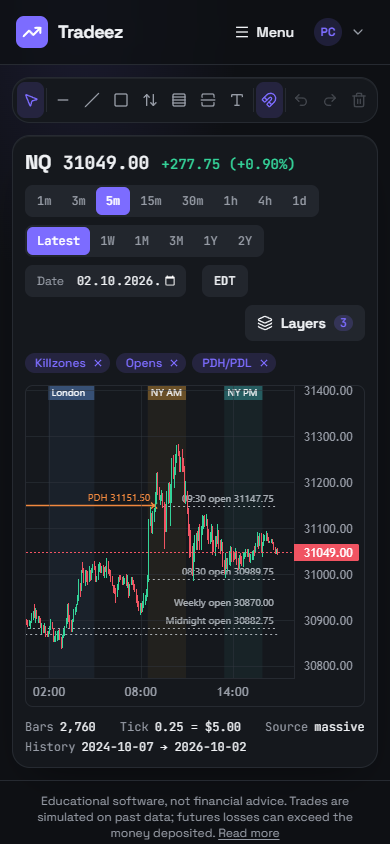 Tradeez
Menu
PC
T
NQ 31049.00 +277.75 (+0.90%)
1m 3m 5m 15m 30m 1h 4h 1d
Latest 1W 1M 3M 1Y 2Y
Date 02.10.2026. EDT
Layers 3
Killzones × Opens × PDH/PDL ×
London NY AM NY PM
31400.00
31300.00
31200.00
PDH 31151.50
09:30 open 31147.75
31100.00
31049.00
31000.00
08:30 open 30989.75
Weekly open 30870.00
30900.00
Midnight open 30882.75
30800.00
02:00 08:00 14:00
Bars 2,760 Tick 0.25 = $5.00 Source massive
History 2024-10-07 → 2026-10-02
Educational software, not financial advice. Trades are
simulated on past data; futures losses can exceed the
money deposited. Read more